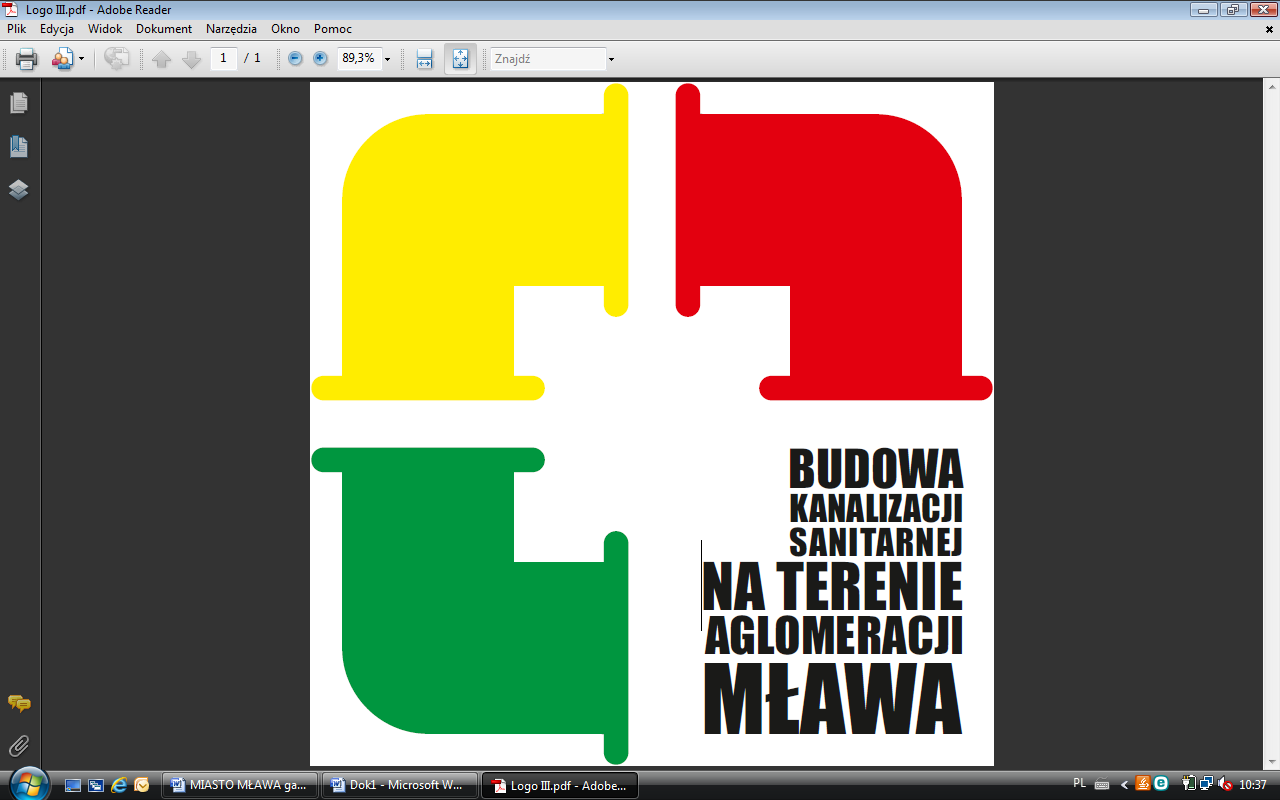 Logo III.pdf - Adobe Reader
Plik Edycja Widok Dokument Narzędzia Okno Pomoc
1 / 1 89,3% Znajdź
BUDOWA
KANALIZACJI
SANITARNEJ
NA TERENIE
AGLOMERACJI
MŁAWA
MIASTO MŁAWA ga... Dok1 - Microsoft W... Logo III.pdf - Adobe... PL 10:37